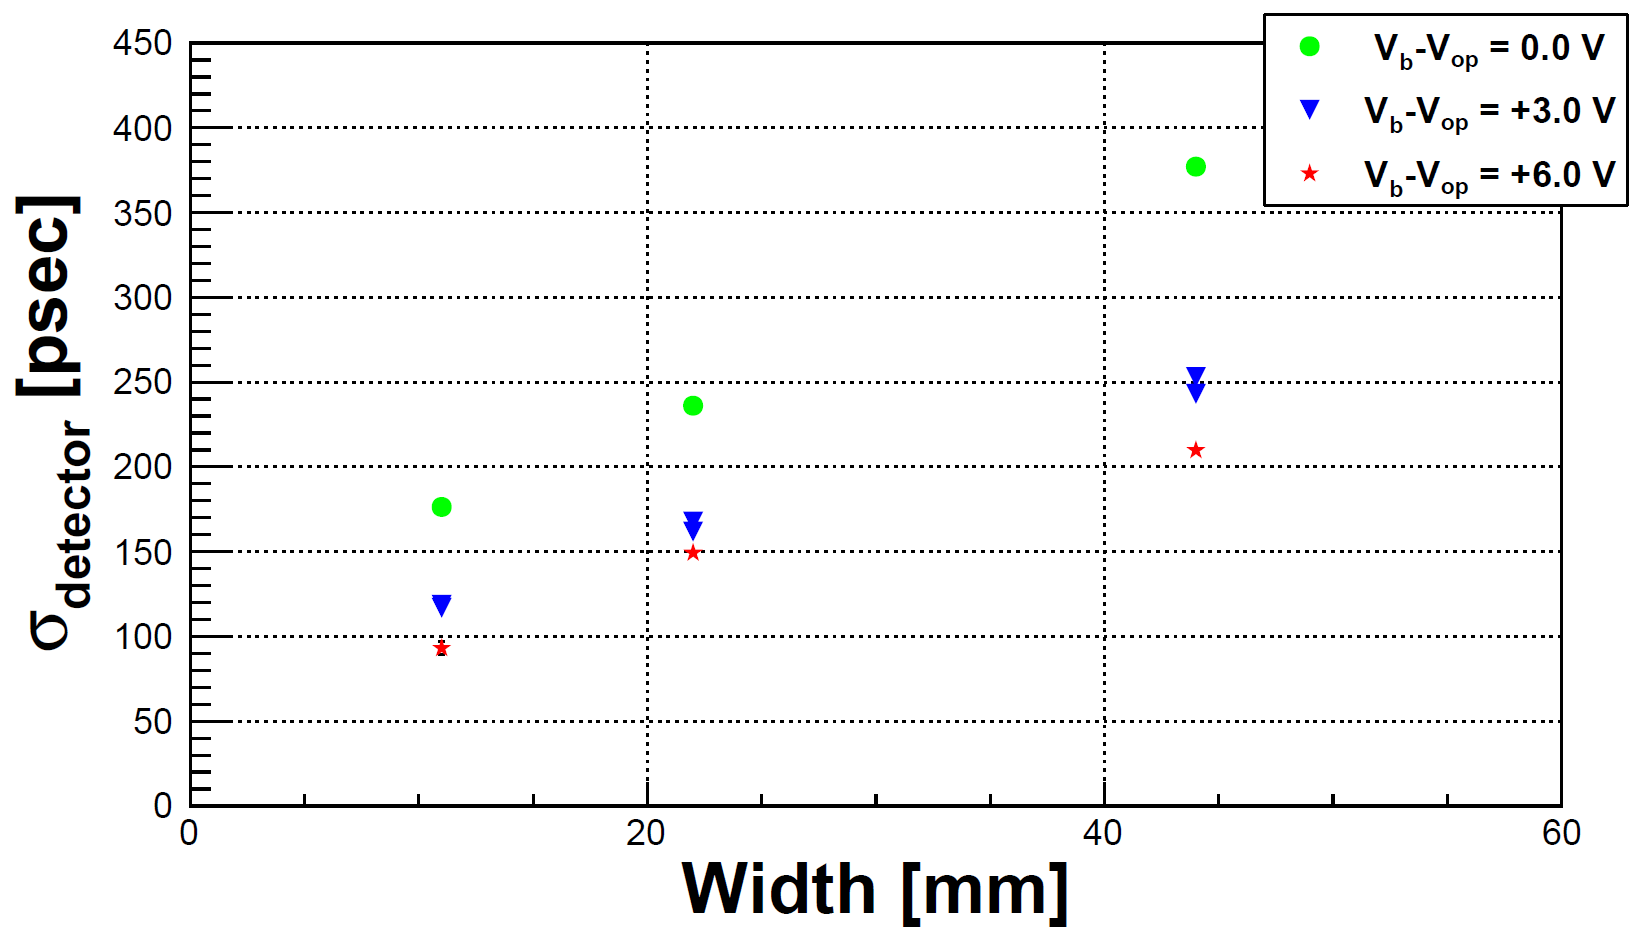 450
400
350
300
250
200
150
100
50
0
σdetector [psec]
0 20 40 60
Width [mm]
Vb-Vop = 0.0 V
Vb-Vop = +3.0 V
Vb-Vop = +6.0 V